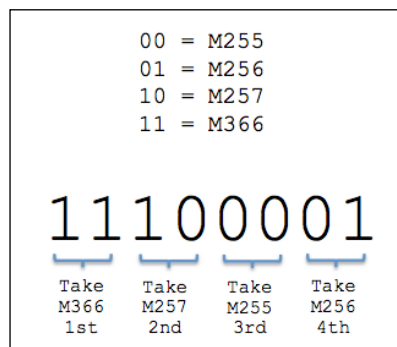 00 = M255
01 = M256
10 = M257
11 = M366
11100001
Take Take Take Take
M366 M257 M255 M256
1st 2nd 3rd 4th